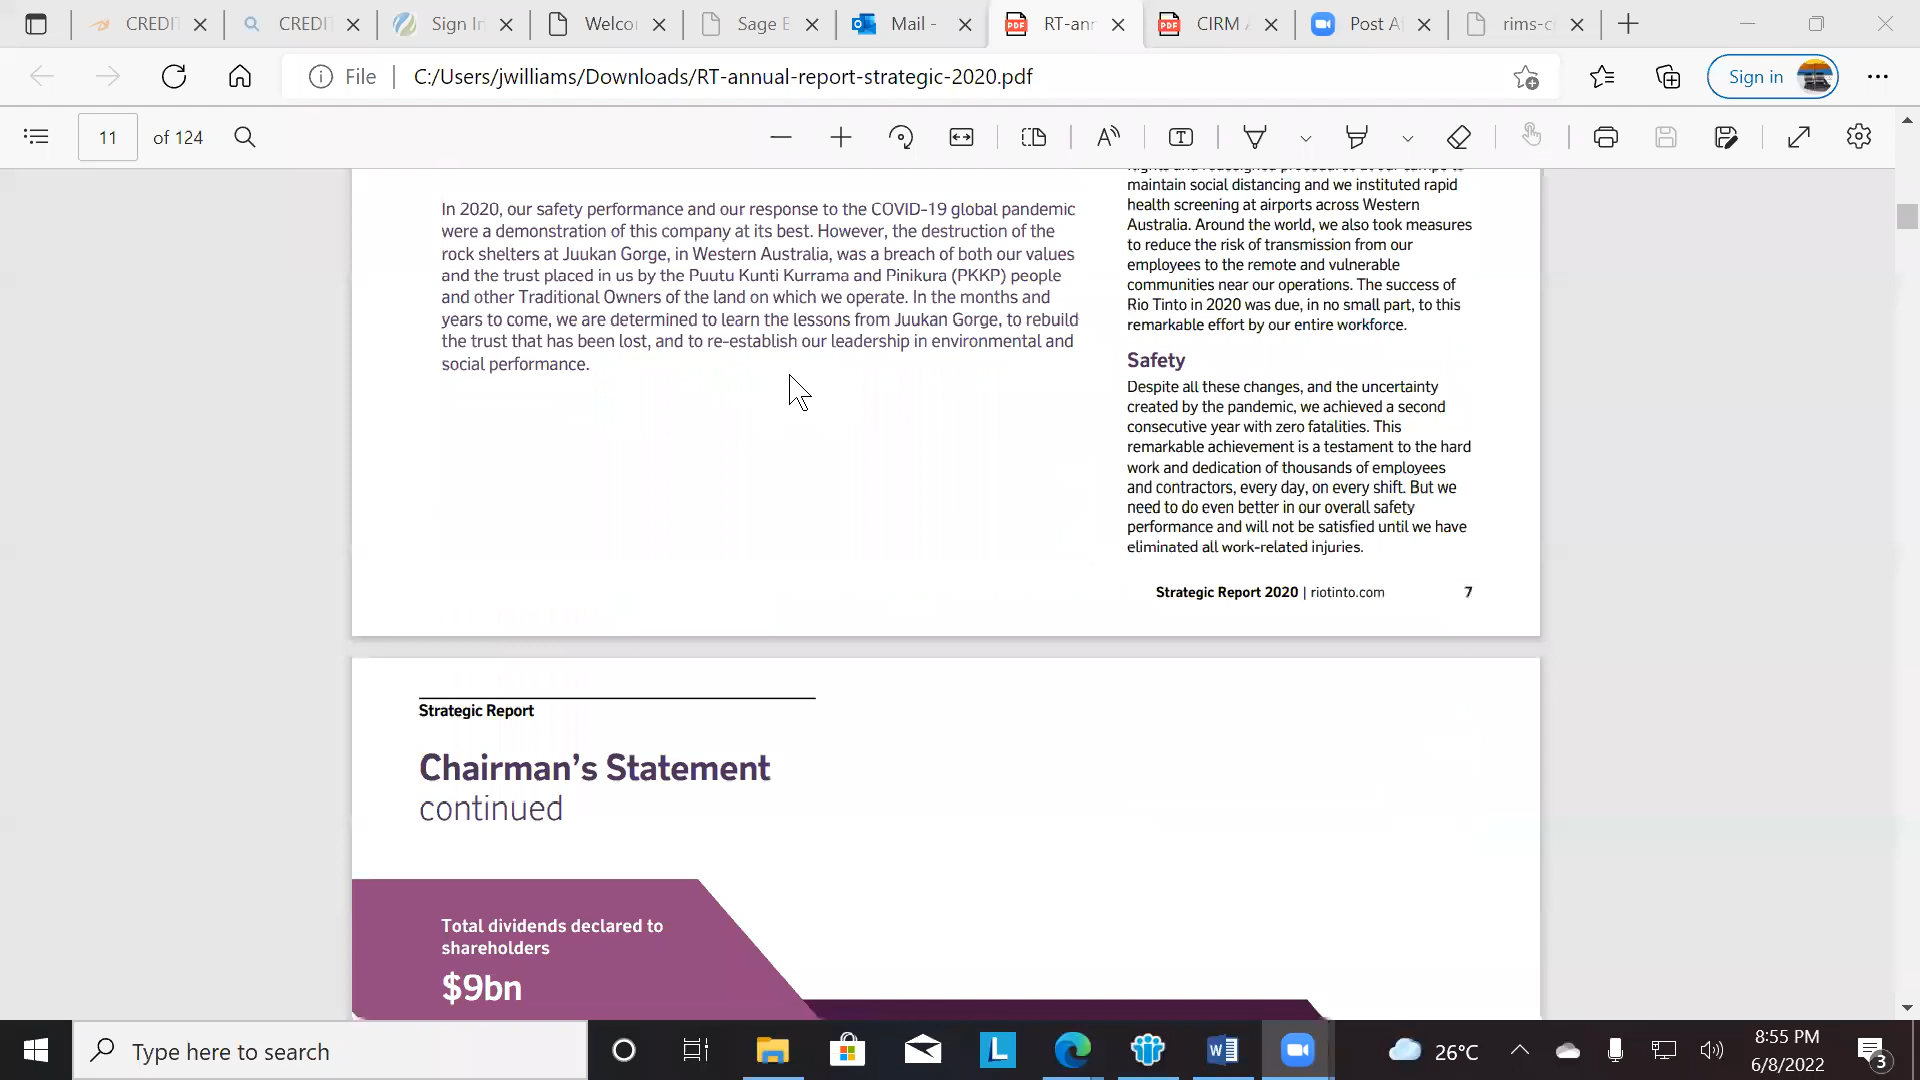 CREDI
CREDI
Sign In
Welco
Sage E
Mail -
RT-ann
CIRM
Post A
rims-c
File
C:/Users/jwilliams/Downloads/RT-annual-report-strategic-2020.pdf
Sign in
11
of 124
In 2020, our safety performance and our response to the COVID-19 global pandemic
were a demonstration of this company at its best. However, the destruction of the
rock shelters at Juukan Gorge, in Western Australia, was a breach of both our values
and the trust placed in us by the Puutu Kunti Kurrama and Pinikura (PKKP) people
and other Traditional Owners of the land on which we operate. In the months and
years to come, we are determined to learn the lessons from Juukan Gorge, to rebuild
the trust that has been lost, and to re-establish our leadership in environmental and
social performance.
maintain social distancing and we instituted rapid
health screening at airports across Western
Australia. Around the world, we also took measures
to reduce the risk of transmission from our
employees to the remote and vulnerable
communities near our operations. The success of
Rio Tinto in 2020 was due, in no small part, to this
remarkable effort by our entire workforce.
Safety
Despite all these changes, and the uncertainty
created by the pandemic, we achieved a second
consecutive year with zero fatalities. This
remarkable achievement is a testament to the hard
work and dedication of thousands of employees
and contractors, every day, on every shift. But we
need to do even better in our overall safety
performance and will not be satisfied until we have
eliminated all work-related injuries.
Strategic Report 2020 | riotinto.com 7
Strategic Report
Chairman's Statement
continued
Total dividends declared to
shareholders
$9bn
Type here to search
26°C
8:55 PM
6/8/2022
3